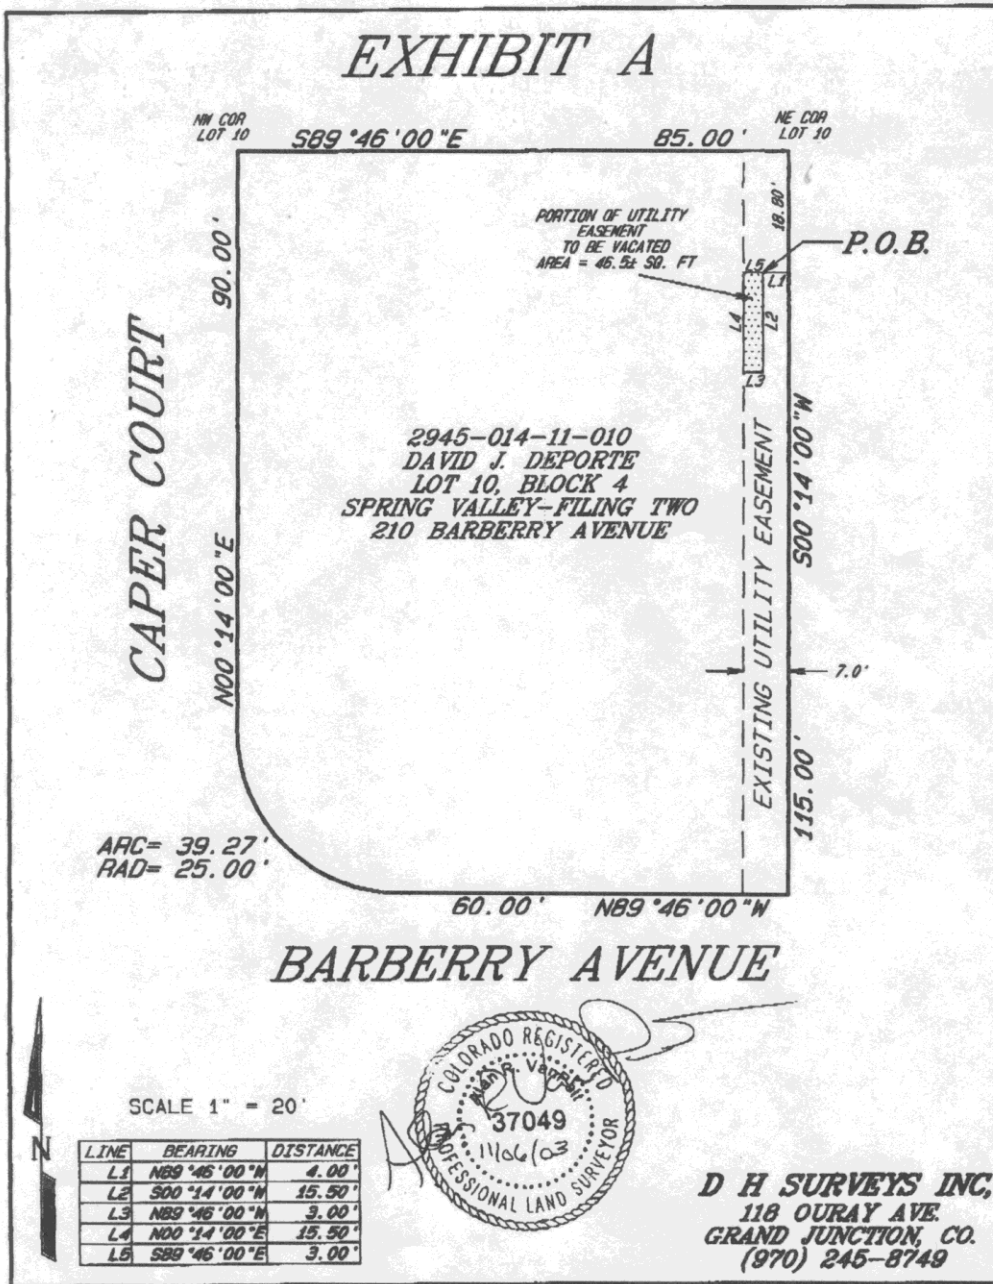 EXHIBIT A
NW COR
LOT 10
S89°46'00"E
85.00'
NE COR
LOT 10
18.80'
PORTION OF UTILITY
EASEMENT
TO BE VACATED
AREA = 46.5± SQ. FT
P.O.B.
L5
L1
L4
L2
L3
90.00'
CAPER COURT
N00°14'00"E
2945-014-11-010
DAVID J. DEPORTE
LOT 10, BLOCK 4
SPRING VALLEY-FILING TWO
210 BARBERRY AVENUE
EXISTING UTILITY EASEMENT
S00°14'00"W
7.0'
115.00'
ARC= 39.27'
RAD= 25.00'
60.00'
N89°46'00"W
BARBERRY AVENUE
COLORADO REGISTERED
37049
11/06/03
PROFESSIONAL LAND SURVEYOR
SCALE 1" = 20'
N
LINE BEARING DISTANCE
L1 N89°46'00"W 4.00'
L2 S00°14'00"W 15.50'
L3 N89°46'00"W 3.00'
L4 N00°14'00"E 15.50'
L5 S89°46'00"E 3.00'
D H SURVEYS INC,
118 OURAY AVE.
GRAND JUNCTION, CO.
(970) 245-8749